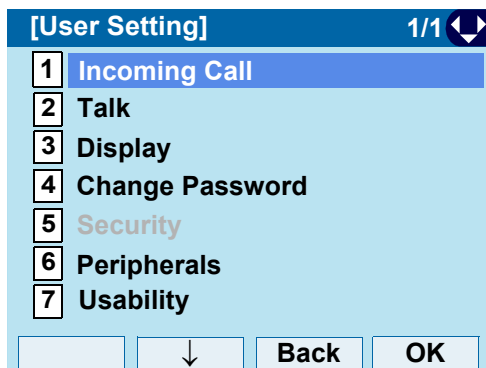 [User Setting] 1/1
1 Incoming Call
2 Talk
3 Display
4 Change Password
5 Security
6 Peripherals
7 Usability
↓ Back OK